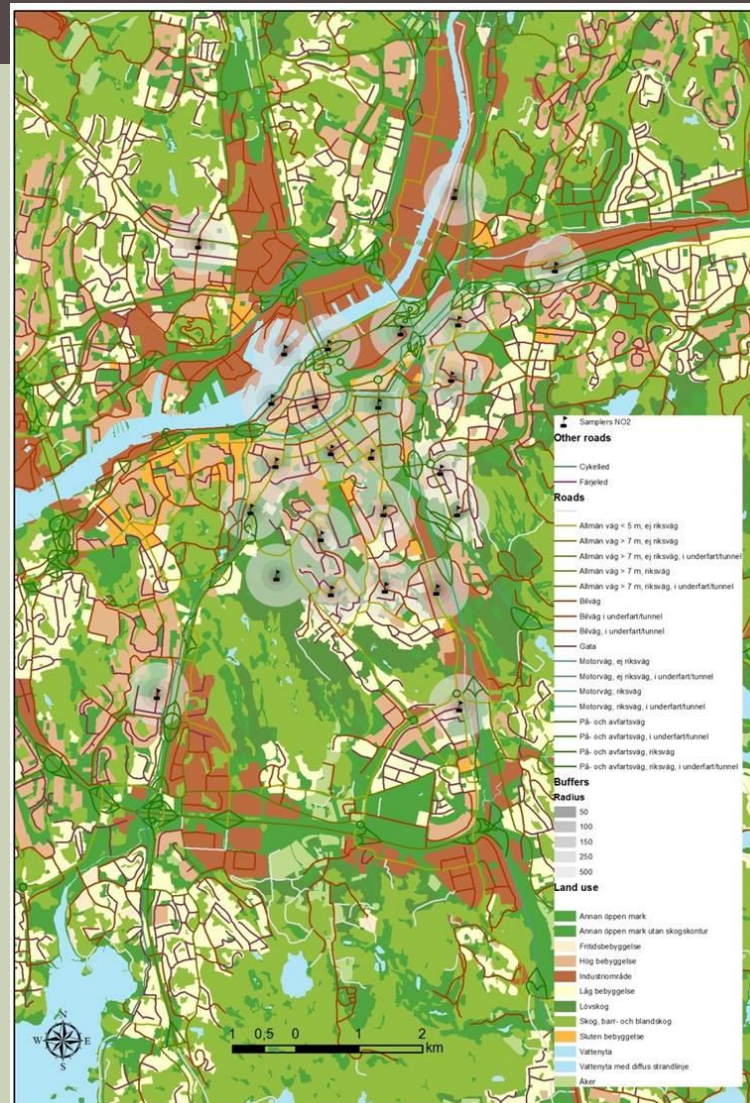 Samplers NO2
Other roads
Cykelled
Färjeled
Roads
Allmän väg < 5 m, ej riksväg
Allmän väg > 7 m, ej riksväg
Allmän väg > 7 m, ej riksväg, i underfart/tunnel
Allmän väg > 7 m, riksväg
Allmän väg > 7 m, riksväg, i underfart/tunnel
Bilväg
Bilväg i underfart/tunnel
Bilväg, i underfart/tunnel
Gata
Motorväg, ej riksväg
Motorväg, ej riksväg, i underfart/tunnel
Motorväg, riksväg
Motorväg, riksväg, i underfart/tunnel
På- och avfartsväg
På- och avfartsväg, i underfart/tunnel
På- och avfartsväg, riksväg
På- och avfartsväg, riksväg, i underfart/tunnel
Buffers
Radius
50
100
150
250
500
Land use
Annan öppen mark
Annan öppen mark utan skogskontur
Fritidsbebyggelse
Hög bebyggelse
Industriområde
Låg bebyggelse
Lövskog
Skog, barr- och blandskog
Sluten bebyggelse
Vattenyta
Vattenyta med diffus strandlinje
Åker
N
W E
S
1 0,5 0 1 2
km